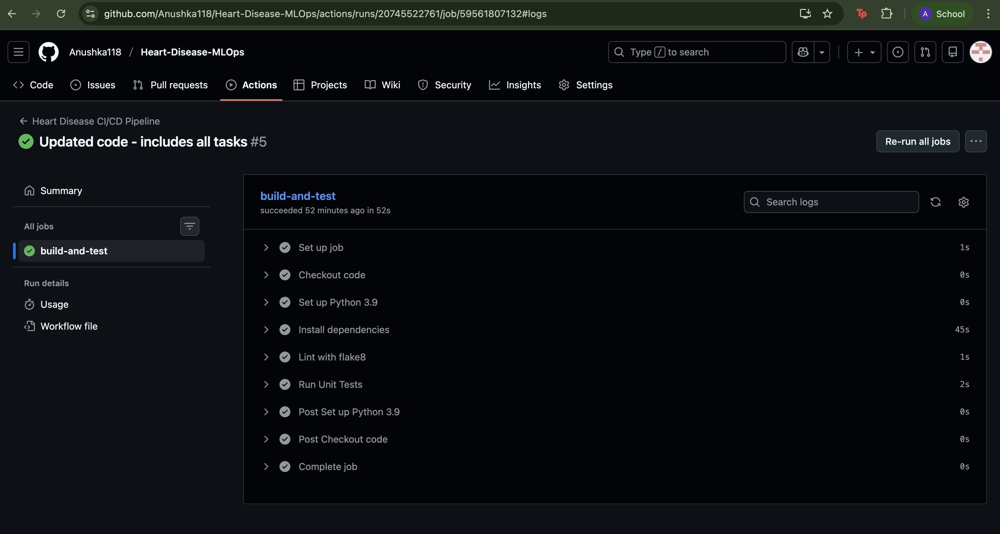 github.com/Anushka118/Heart-Disease-MLOps/actions/runs/20745522761/job/59561807132#logs
Tp
A School
Anushka118 / Heart-Disease-MLOps
Type / to search
Code Issues Pull requests Actions Projects Wiki Security Insights Settings
Heart Disease CI/CD Pipeline
Updated code - includes all tasks #5
Re-run all jobs
Summary
All jobs
build-and-test
Run details
Usage
Workflow file
build-and-test
succeeded 52 minutes ago in 52s
Search logs
Set up job 1s
Checkout code 0s
Set up Python 3.9 0s
Install dependencies 45s
Lint with flake8 1s
Run Unit Tests 2s
Post Set up Python 3.9 0s
Post Checkout code 0s
Complete job 0s